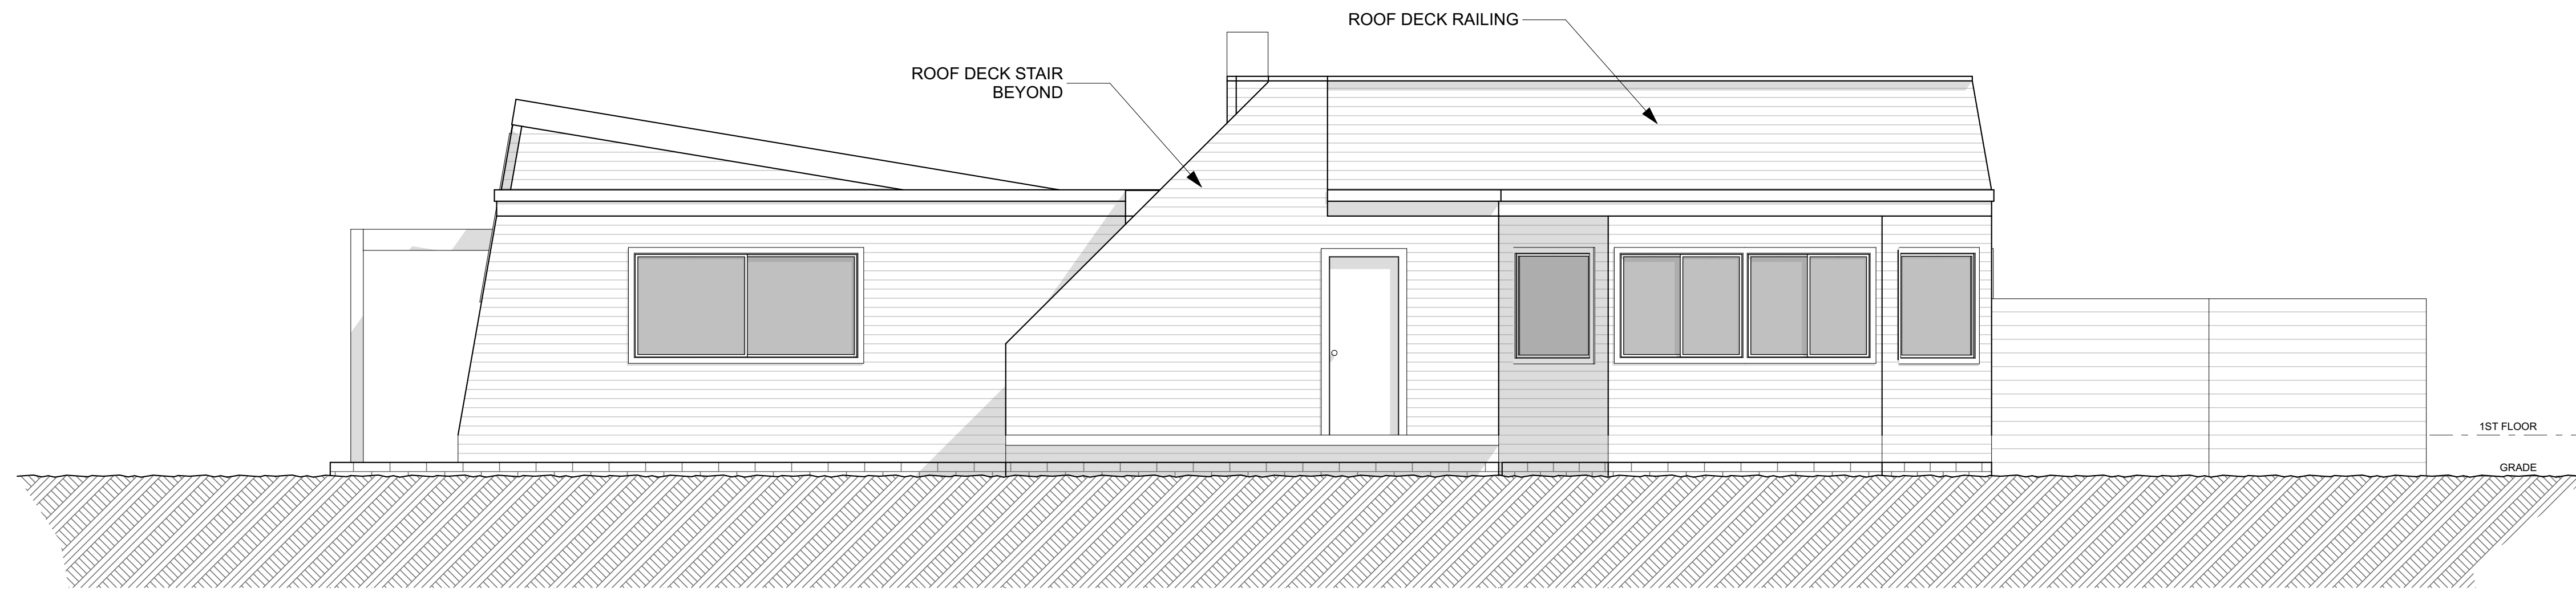 ROOF DECK RAILING
ROOF DECK STAIR
BEYOND
1ST FLOOR
GRADE